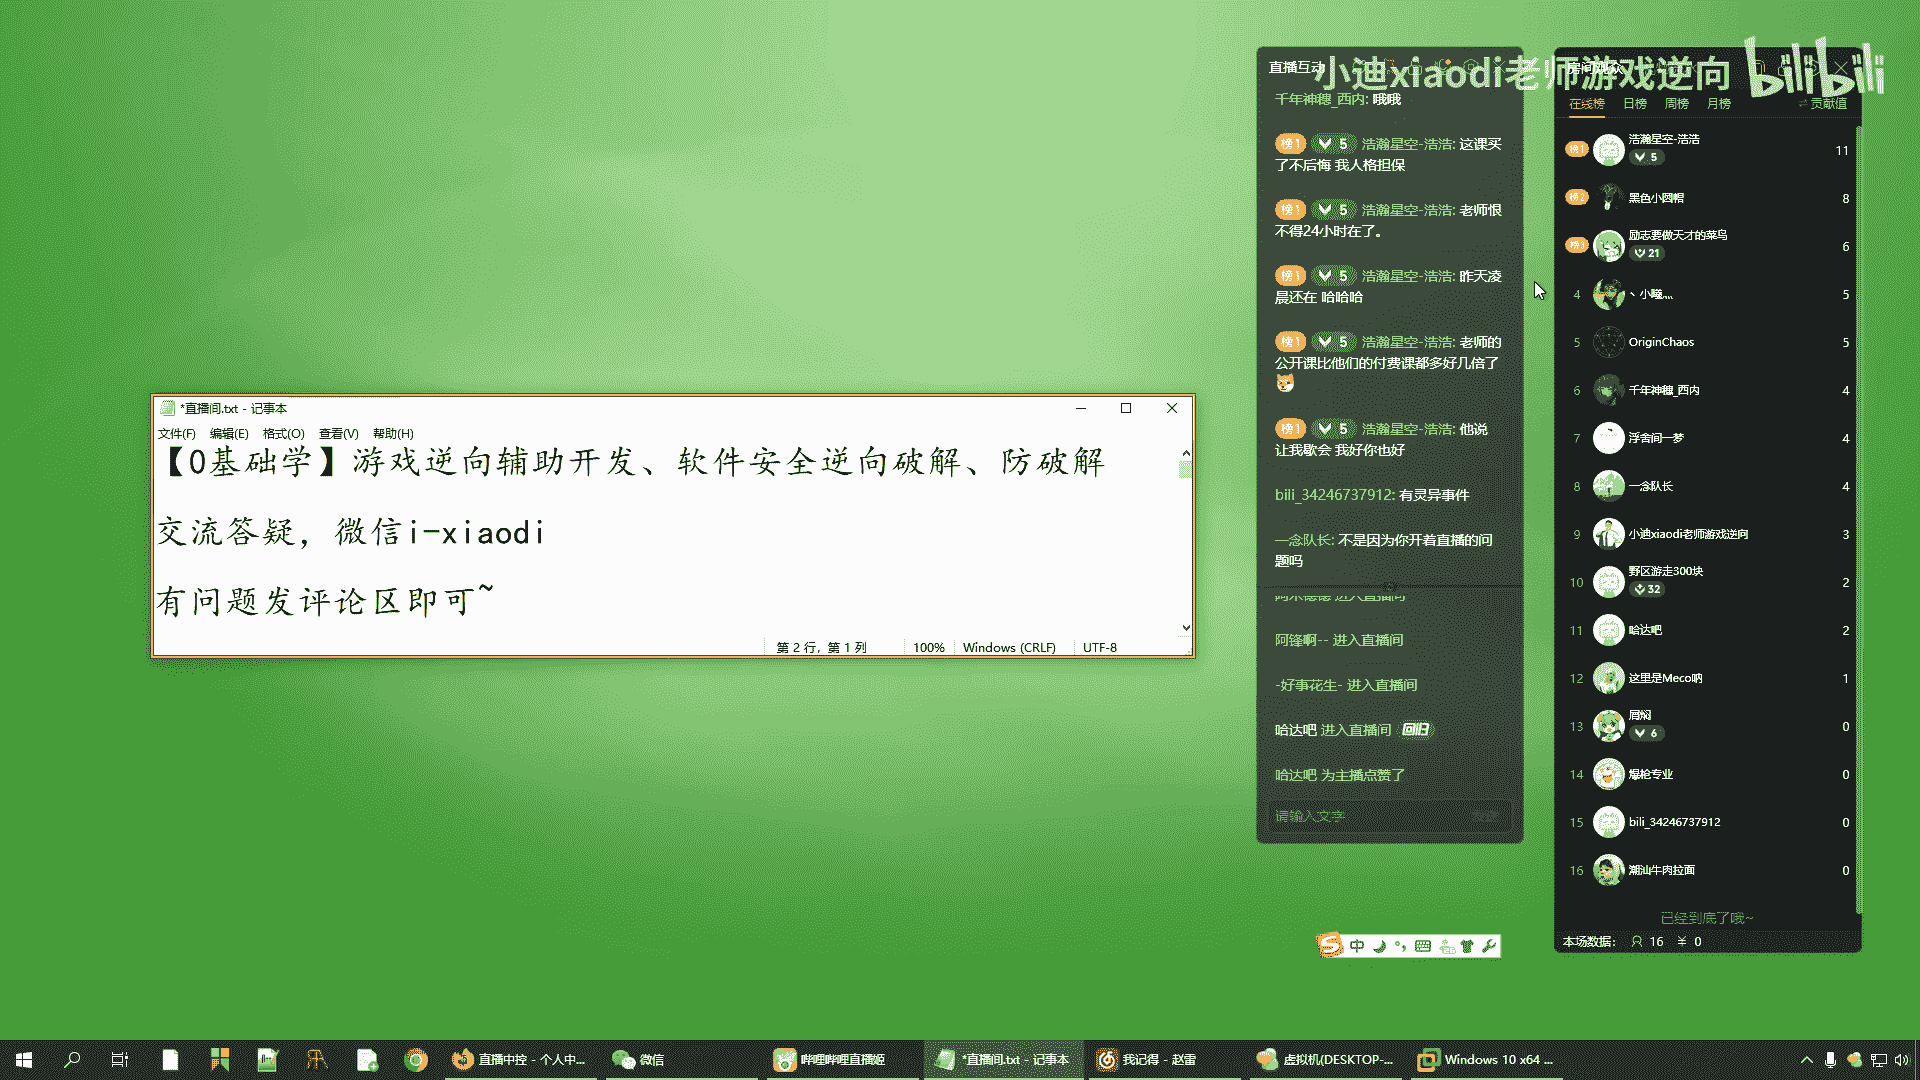 小迪xiaodi老师游戏逆向 bilibili
*直播间.txt - 记事本
文件(F) 编辑(E) 格式(O) 查看(V) 帮助(H)
【0基础学】游戏逆向辅助开发、软件安全逆向破解、防破解
交流答疑，微信i-xiaodi
有问题发评论区即可~
第 2 行，第 1 列 100% Windows (CRLF) UTF-8
直播互动
千年神穗_西内: 哦哦
榜1 5 浩瀚星空-浩浩: 这课买
了不后悔 我人格担保
榜1 5 浩瀚星空-浩浩: 老师恨
不得24小时在了。
榜1 5 浩瀚星空-浩浩: 昨天凌
晨还在 哈哈哈
榜1 5 浩瀚星空-浩浩: 老师的
公开课比他们的付费课都多好几倍了
榜1 5 浩瀚星空-浩浩: 他说
让我歇会 我好你也好
bili_34246737912: 有灵异事件
一念队长: 不是因为你开着直播的问
题吗
阿锋啊-- 进入直播间
-好事花生- 进入直播间
哈达吧 进入直播间 回归
哈达吧 为主播点赞了
请输入文字
房间观众
在线榜 日榜 周榜 月榜 贡献值
榜1 浩瀚星空-浩浩 11
5
榜2 黑色小圆帽 8
榜3 励志要做天才的菜鸟 6
21
4 5
5 OriginChaos 5
6 千年神穗_西内 4
7 浮舍间一梦 4
8 一念队长 4
9 小迪xiaodi老师游戏逆向 3
10 野区游走300块 2
32
11 哈达吧 2
12 这里是Meco呐 1
13 0
6
14 爆枪专业 0
15 bili_34246737912 0
16 潮汕牛肉拉面 0
已经到底了哦~
本场数据： 16 ¥ 0
中
直播中控 - 个人中...
微信
哔哩哔哩直播姬
*直播间.txt - 记事本
我记得 - 赵雷
虚拟机(DESKTOP-...
Windows 10 x64 ...